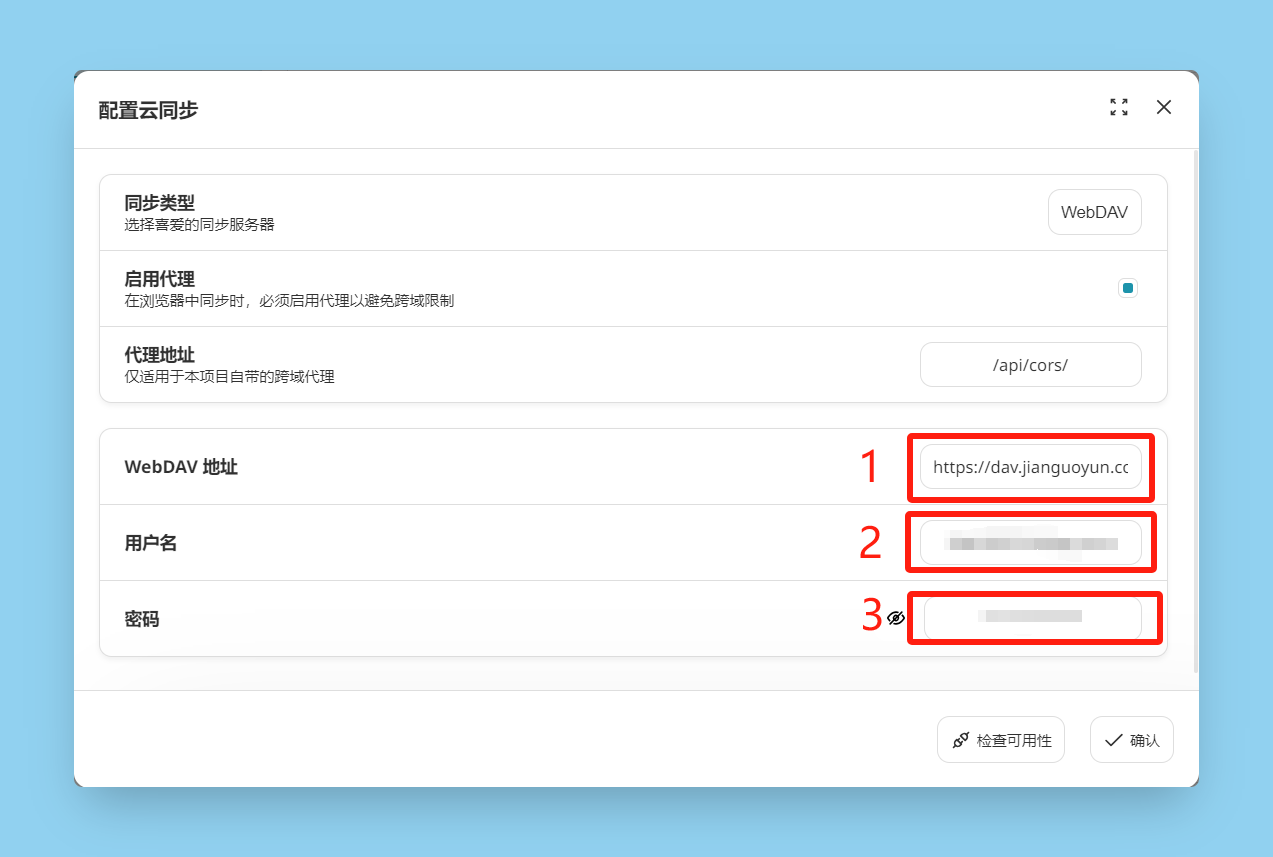 配置云同步
同步类型
选择喜爱的同步服务器
WebDAV
启用代理
在浏览器中同步时，必须启用代理以避免跨域限制
代理地址
仅适用于本项目自带的跨域代理
/api/cors/
WebDAV 地址
1
https://dav.jianguoyun.cc
用户名
2
密码
3
检查可用性
确认